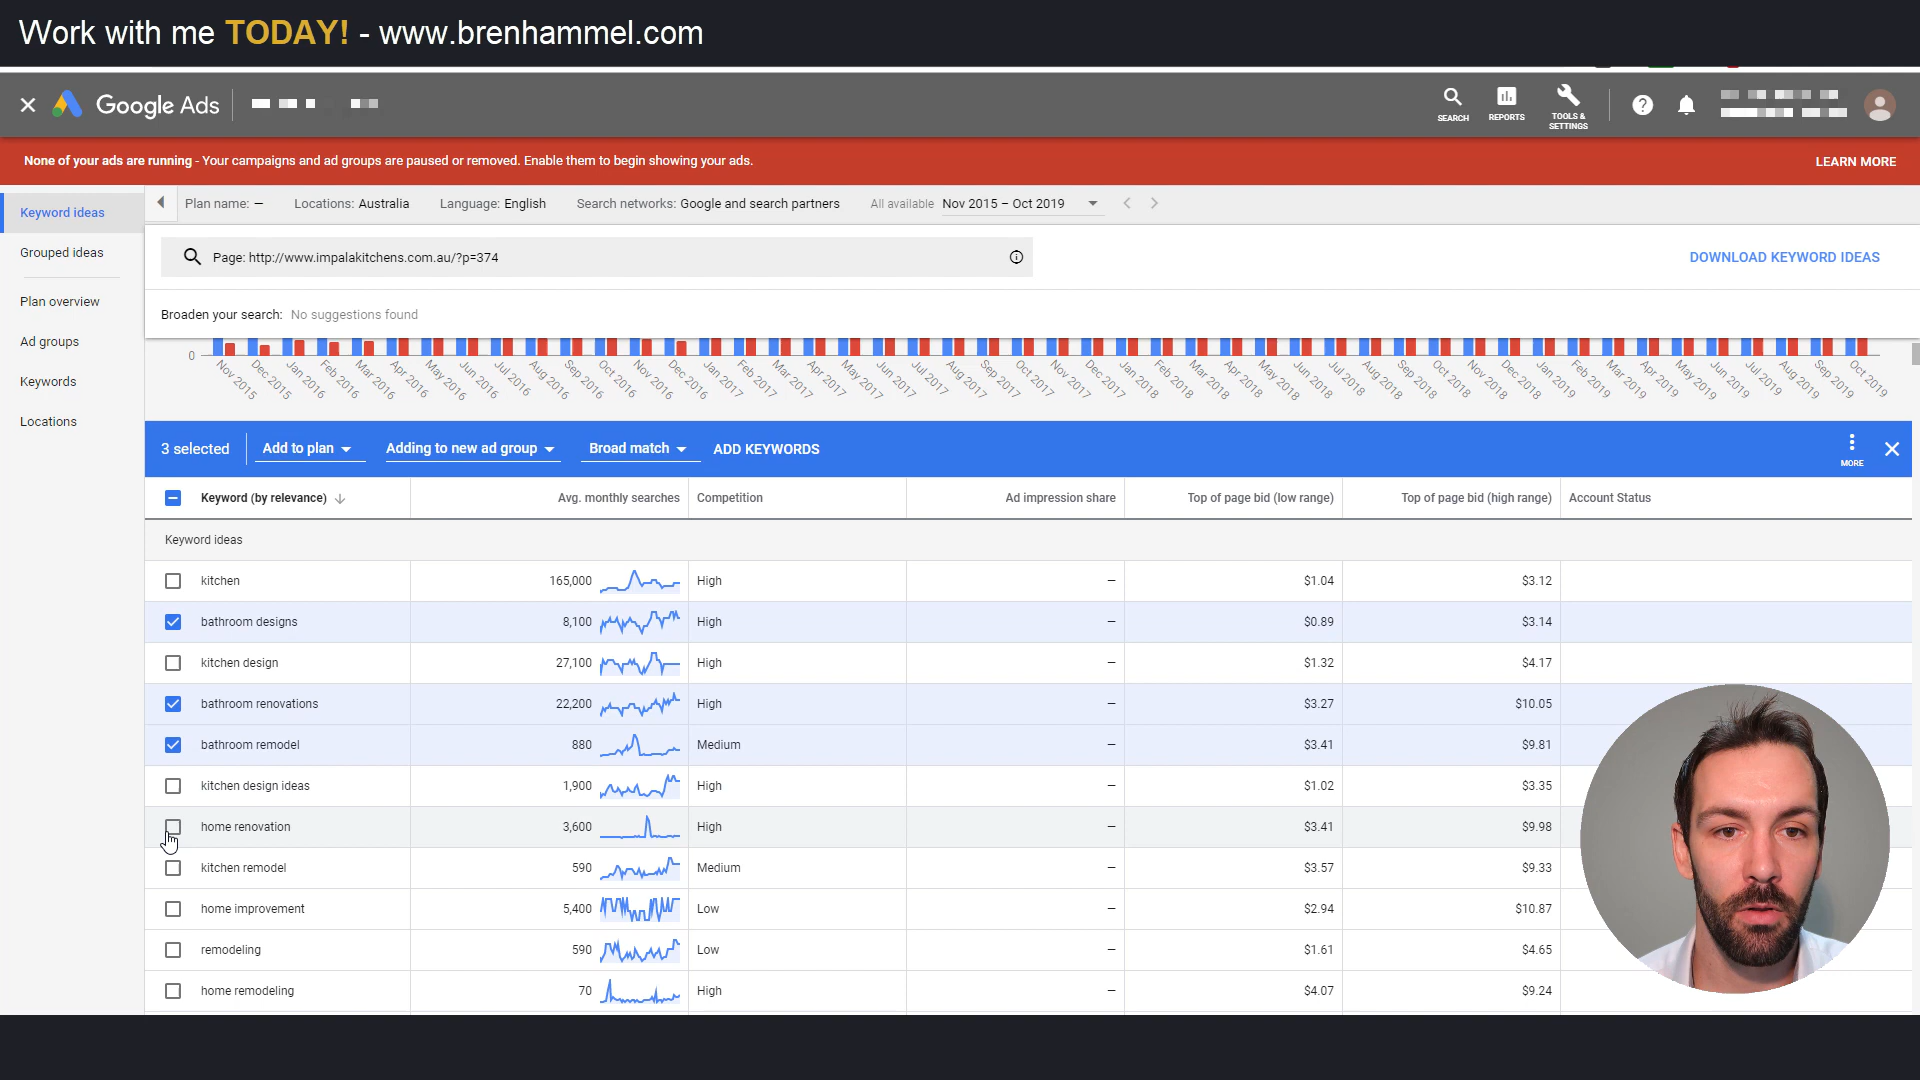 Work with me TODAY! - www.brenhammel.com
Google Ads
SEARCH
REPORTS
TOOLS & SETTINGS
None of your ads are running - Your campaigns and ad groups are paused or removed. Enable them to begin showing your ads.
LEARN MORE
Keyword ideas
Grouped ideas
Plan overview
Ad groups
Keywords
Locations
Plan name: –
Locations: Australia
Language: English
Search networks: Google and search partners
All available Nov 2015 – Oct 2019
Page: http://www.impalakitchens.com.au/?p=374
DOWNLOAD KEYWORD IDEAS
Broaden your search: No suggestions found
0
Nov 2015 Dec 2015 Jan 2016 Feb 2016 Mar 2016 Apr 2016 May 2016 Jun 2016 Jul 2016 Aug 2016 Sep 2016 Oct 2016 Nov 2016 Dec 2016 Jan 2017 Feb 2017 Mar 2017 Apr 2017 May 2017 Jun 2017 Jul 2017 Aug 2017 Sep 2017 Oct 2017 Nov 2017 Dec 2017 Jan 2018 Feb 2018 Mar 2018 Apr 2018 May 2018 Jun 2018 Jul 2018 Aug 2018 Sep 2018 Oct 2018 Nov 2018 Dec 2018 Jan 2019 Feb 2019 Mar 2019 Apr 2019 May 2019 Jun 2019 Jul 2019 Aug 2019 Sep 2019 Oct 2019
3 selected Add to plan Adding to new ad group Broad match ADD KEYWORDS
MORE
Keyword (by relevance) Avg. monthly searches Competition Ad impression share Top of page bid (low range) Top of page bid (high range) Account Status
Keyword ideas
kitchen 165,000 High – $1.04 $3.12
bathroom designs 8,100 High – $0.89 $3.14
kitchen design 27,100 High – $1.32 $4.17
bathroom renovations 22,200 High – $3.27 $10.05
bathroom remodel 880 Medium – $3.41 $9.81
kitchen design ideas 1,900 High – $1.02 $3.35
home renovation 3,600 High – $3.41 $9.98
kitchen remodel 590 Medium – $3.57 $9.33
home improvement 5,400 Low – $2.94 $10.87
remodeling 590 Low – $1.61 $4.65
home remodeling 70 High – $4.07 $9.24